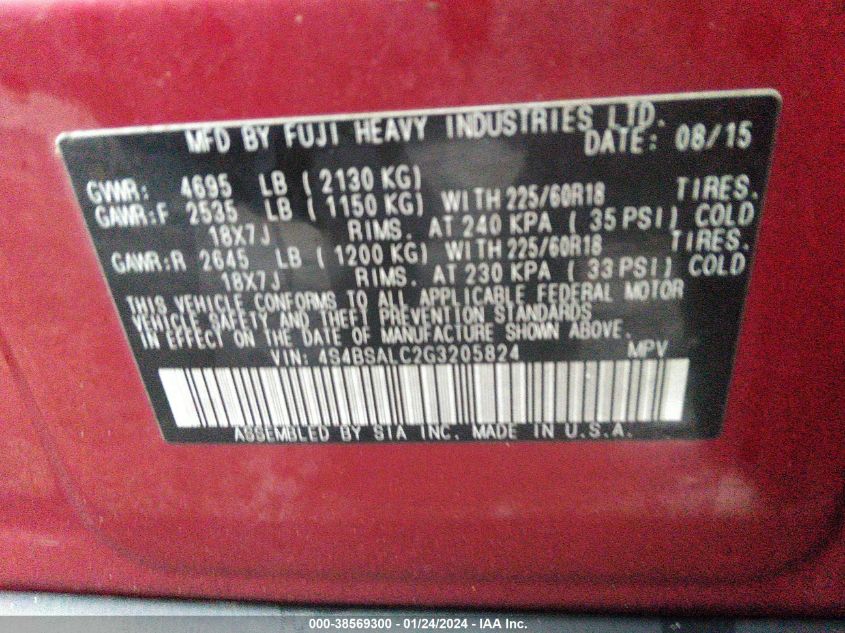 MFD BY FUJI HEAVY INDUSTRIES LTD.
DATE: 08/15
GVWR: 4695 LB ( 2130 KG)
GAWR:F 2535 LB ( 1150 KG) WITH 225/60R18 TIRES.
18X7J RIMS. AT 240 KPA ( 35 PSI) COLD
GAWR:R 2645 LB ( 1200 KG) WITH 225/60R18 TIRES.
18X7J RIMS. AT 230 KPA ( 33 PSI) COLD
THIS VEHICLE CONFORMS TO ALL APPLICABLE FEDERAL MOTOR
VEHICLE SAFETY AND THEFT PREVENTION STANDARDS
IN EFFECT ON THE DATE OF MANUFACTURE SHOWN ABOVE.
VIN: 4S4BSALC2G3205824 MPV
ASSEMBLED BY SIA INC. MADE IN U.S.A.
000-38569300 - 01/24/2024 - IAA Inc.